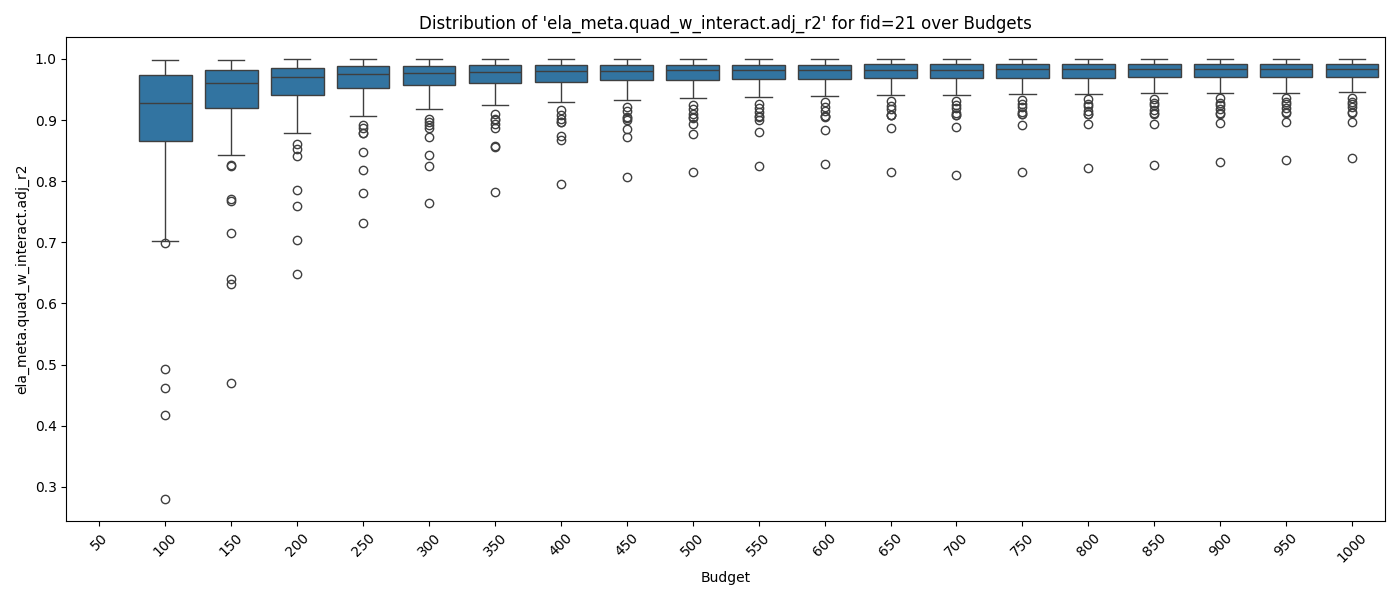 Distribution of 'ela_meta.quad_w_interact.adj_r2' for fid=21 over Budgets
ela_meta.quad_w_interact.adj_r2
1.0
0.9
0.8
0.7
0.6
0.5
0.4
0.3
50 100 150 200 250 300 350 400 450 500 550 600 650 700 750 800 850 900 950 1000
Budget